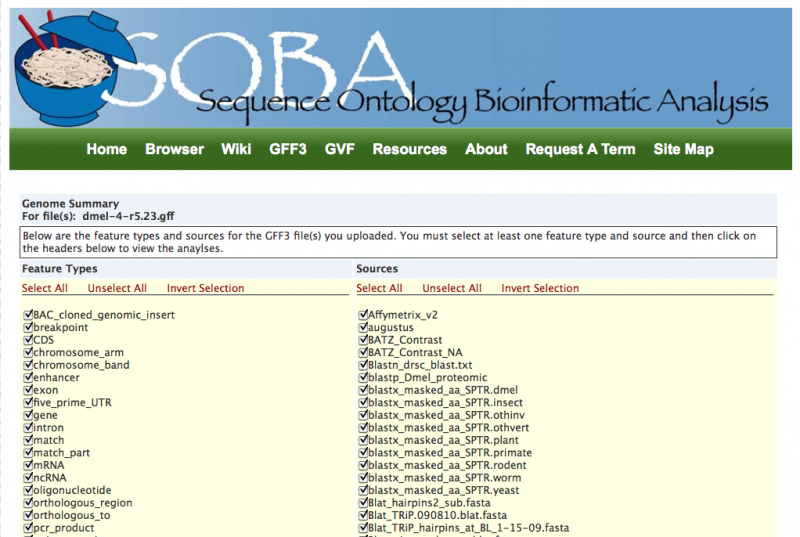 SOBA
Sequence Ontology Bioinformatic Analysis
Home Browser Wiki GFF3 GVF Resources About Request A Term Site Map
Genome Summary
For file(s): dmel-4-r5.23.gff
Below are the feature types and sources for the GFF3 file(s) you uploaded. You must select at least one feature type and source and then click on
the headers below to view the anaylses.
Feature Types
Select All Unselect All Invert Selection
BAC_cloned_genomic_insert
breakpoint
CDS
chromosome_arm
chromosome_band
enhancer
exon
five_prime_UTR
gene
intron
match
match_part
mRNA
ncRNA
oligonucleotide
orthologous_region
orthologous_to
pcr_product
Sources
Select All Unselect All Invert Selection
Affymetrix_v2
augustus
BATZ_Contrast
BATZ_Contrast_NA
Blastn_drsc_blast.txt
blastp_Dmel_proteomic
blastx_masked_aa_SPTR.dmel
blastx_masked_aa_SPTR.insect
blastx_masked_aa_SPTR.othinv
blastx_masked_aa_SPTR.othvert
blastx_masked_aa_SPTR.plant
blastx_masked_aa_SPTR.primate
blastx_masked_aa_SPTR.rodent
blastx_masked_aa_SPTR.worm
blastx_masked_aa_SPTR.yeast
Blat_hairpins2_sub.fasta
Blat_TRiP.090810.blat.fasta
Blat_TRiP_hairpins_at_BL_1-15-09.fasta